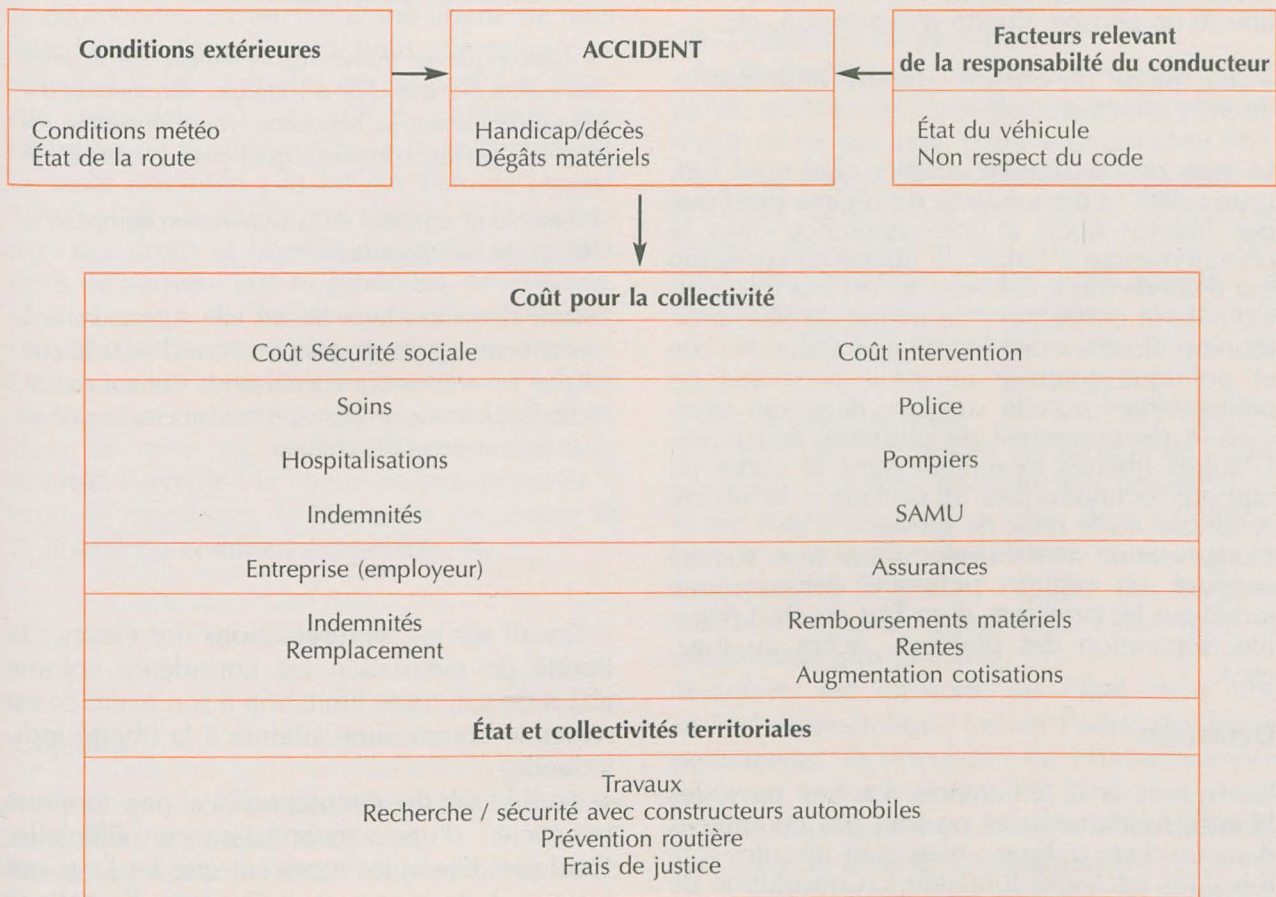 Conditions extérieures
ACCIDENT
Facteurs relevant
de la responsabilté du conducteur
Conditions météo
État de la route
Handicap/décès
Dégâts matériels
État du véhicule
Non respect du code
Coût pour la collectivité
Coût Sécurité sociale
Coût intervention
Soins
Police
Hospitalisations
Pompiers
Indemnités
SAMU
Entreprise (employeur)
Assurances
Indemnités
Remplacement
Remboursements matériels
Rentes
Augmentation cotisations
État et collectivités territoriales
Travaux
Recherche / sécurité avec constructeurs automobiles
Prévention routière
Frais de justice